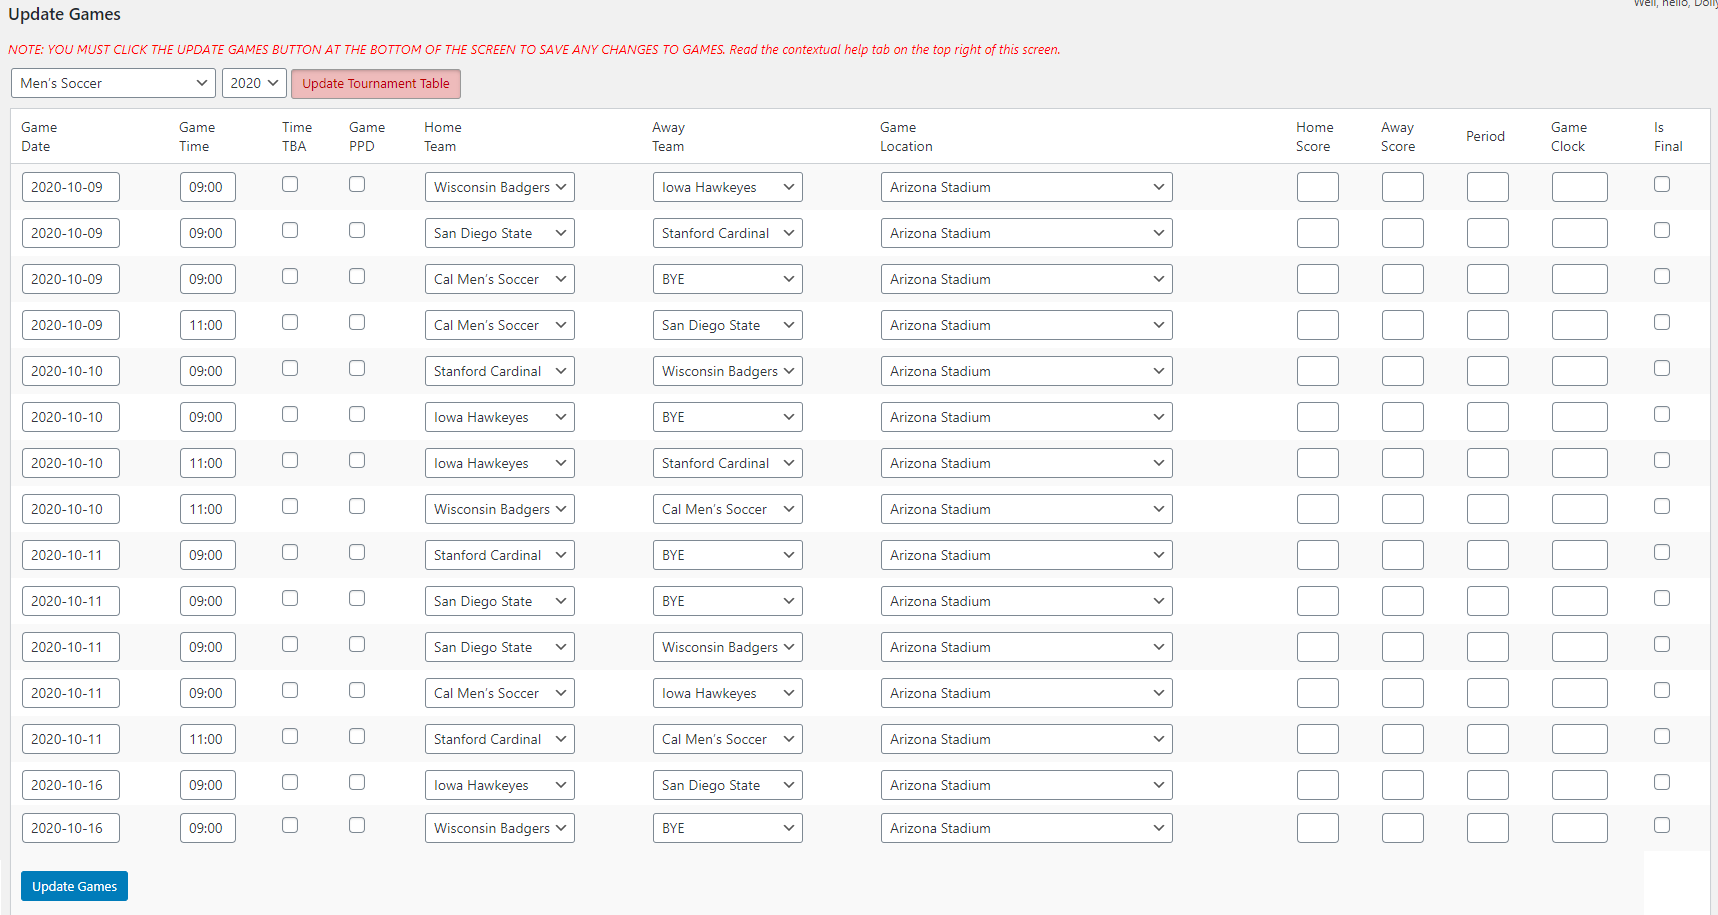 Well, hello, Dolly
Update Games
NOTE: YOU MUST CLICK THE UPDATE GAMES BUTTON AT THE BOTTOM OF THE SCREEN TO SAVE ANY CHANGES TO GAMES. Read the contextual help tab on the top right of this screen.
Men's Soccer 2020 Update Tournament Table
Game Date Game Time Time TBA Game PPD Home Team Away Team Game Location Home Score Away Score Period Game Clock Is Final
2020-10-09 09:00 Wisconsin Badgers Iowa Hawkeyes Arizona Stadium
2020-10-09 09:00 San Diego State Stanford Cardinal Arizona Stadium
2020-10-09 09:00 Cal Men's Soccer BYE Arizona Stadium
2020-10-09 11:00 Cal Men's Soccer San Diego State Arizona Stadium
2020-10-10 09:00 Stanford Cardinal Wisconsin Badgers Arizona Stadium
2020-10-10 09:00 Iowa Hawkeyes BYE Arizona Stadium
2020-10-10 11:00 Iowa Hawkeyes Stanford Cardinal Arizona Stadium
2020-10-10 11:00 Wisconsin Badgers Cal Men's Soccer Arizona Stadium
2020-10-11 09:00 Stanford Cardinal BYE Arizona Stadium
2020-10-11 09:00 San Diego State BYE Arizona Stadium
2020-10-11 09:00 San Diego State Wisconsin Badgers Arizona Stadium
2020-10-11 09:00 Cal Men's Soccer Iowa Hawkeyes Arizona Stadium
2020-10-11 11:00 Stanford Cardinal Cal Men's Soccer Arizona Stadium
2020-10-16 09:00 Iowa Hawkeyes San Diego State Arizona Stadium
2020-10-16 09:00 Wisconsin Badgers BYE Arizona Stadium
Update Games